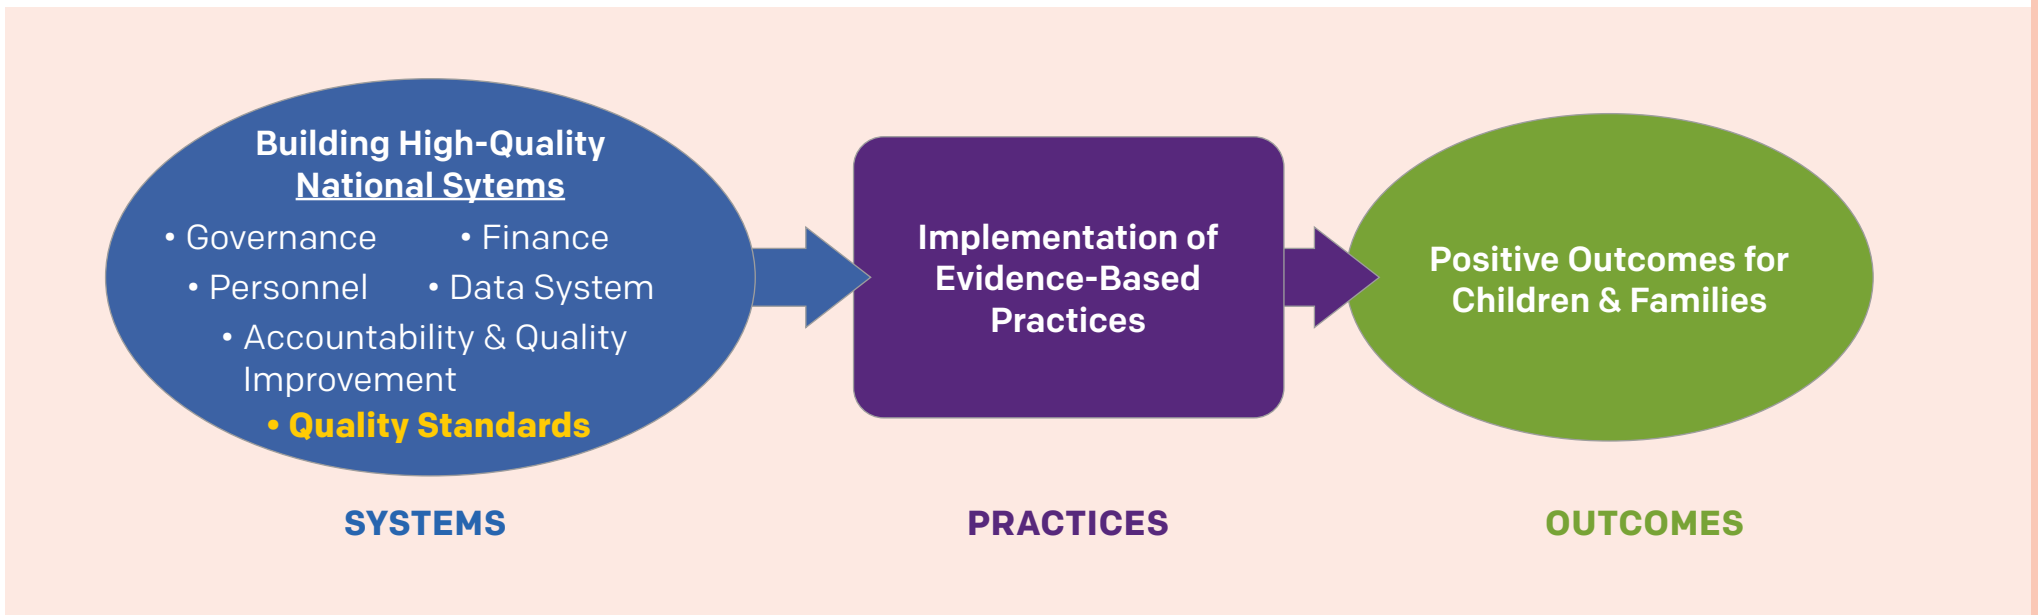 Building High-Quality
National Sytems
• Governance • Finance
• Personnel • Data System
• Accountability & Quality
Improvement
• Quality Standards
Implementation of
Evidence-Based
Practices
Positive Outcomes for
Children & Families
SYSTEMS
PRACTICES
OUTCOMES